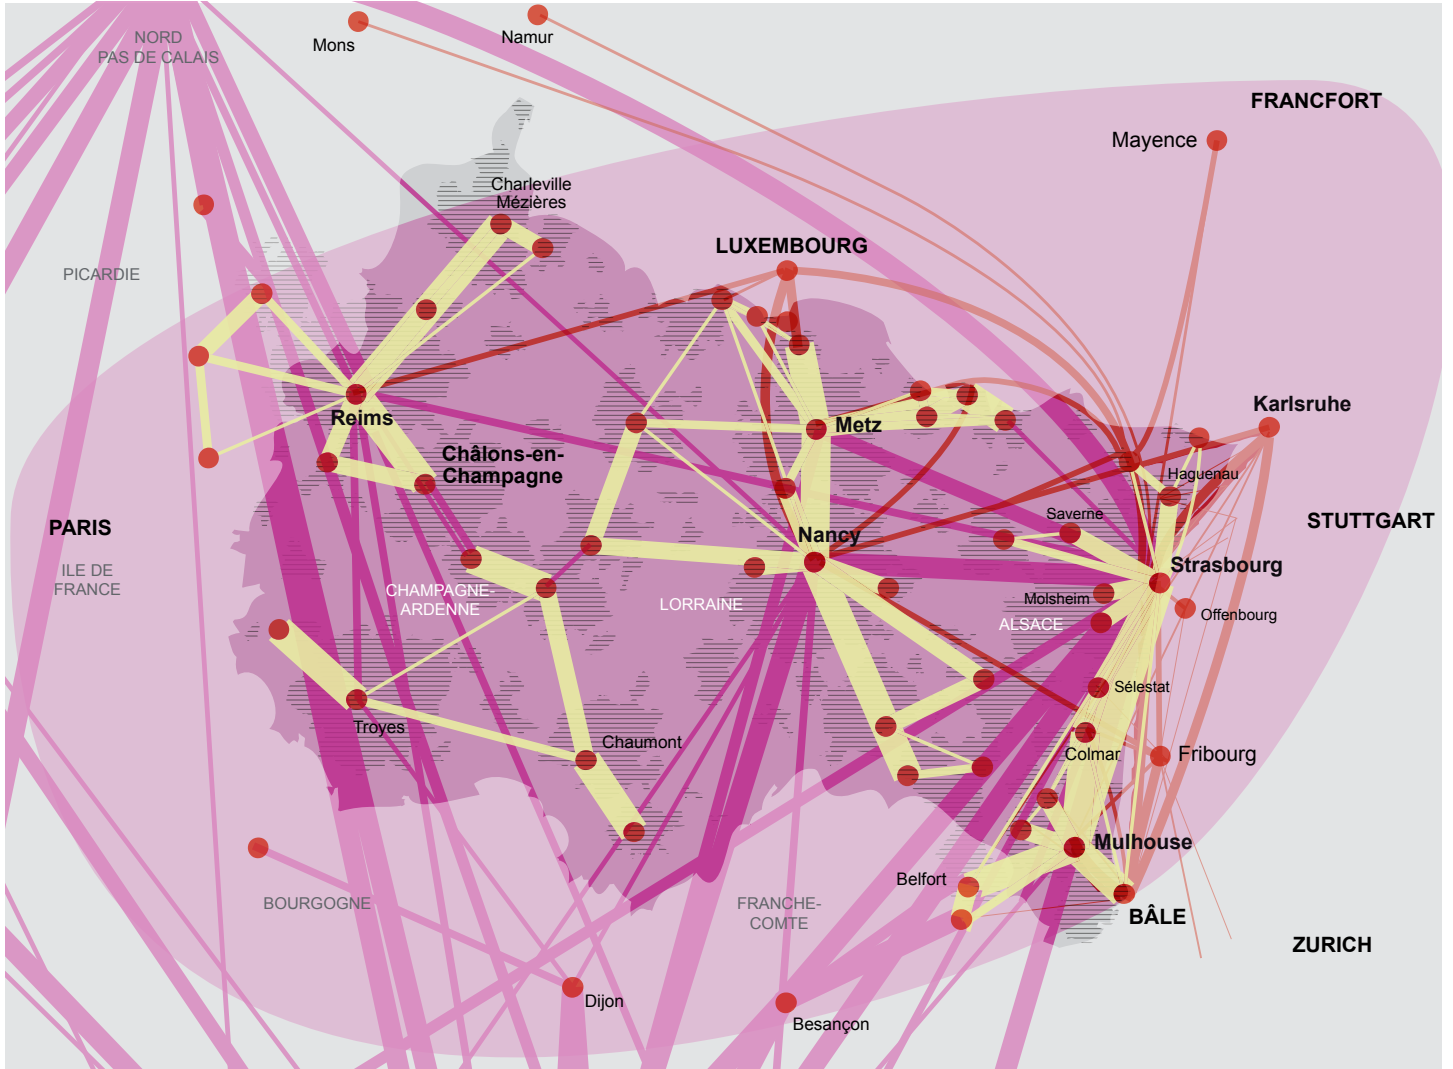 NORD
PAS DE CALAIS
Mons
Namur
FRANCFORT
Mayence
Charleville
Mézières
LUXEMBOURG
PICARDIE
Karlsruhe
Reims
Metz
Châlons-en-
Champagne
Haguenau
PARIS
Saverne
STUTTGART
Nancy
Strasbourg
ILE DE
FRANCE
CHAMPAGNE-
ARDENNE
LORRAINE
Molsheim
ALSACE
Offenbourg
Sélestat
Troyes
Chaumont
Colmar
Fribourg
Mulhouse
Belfort
BOURGOGNE
FRANCHE-
COMTE
BÂLE
ZURICH
Dijon
Besançon